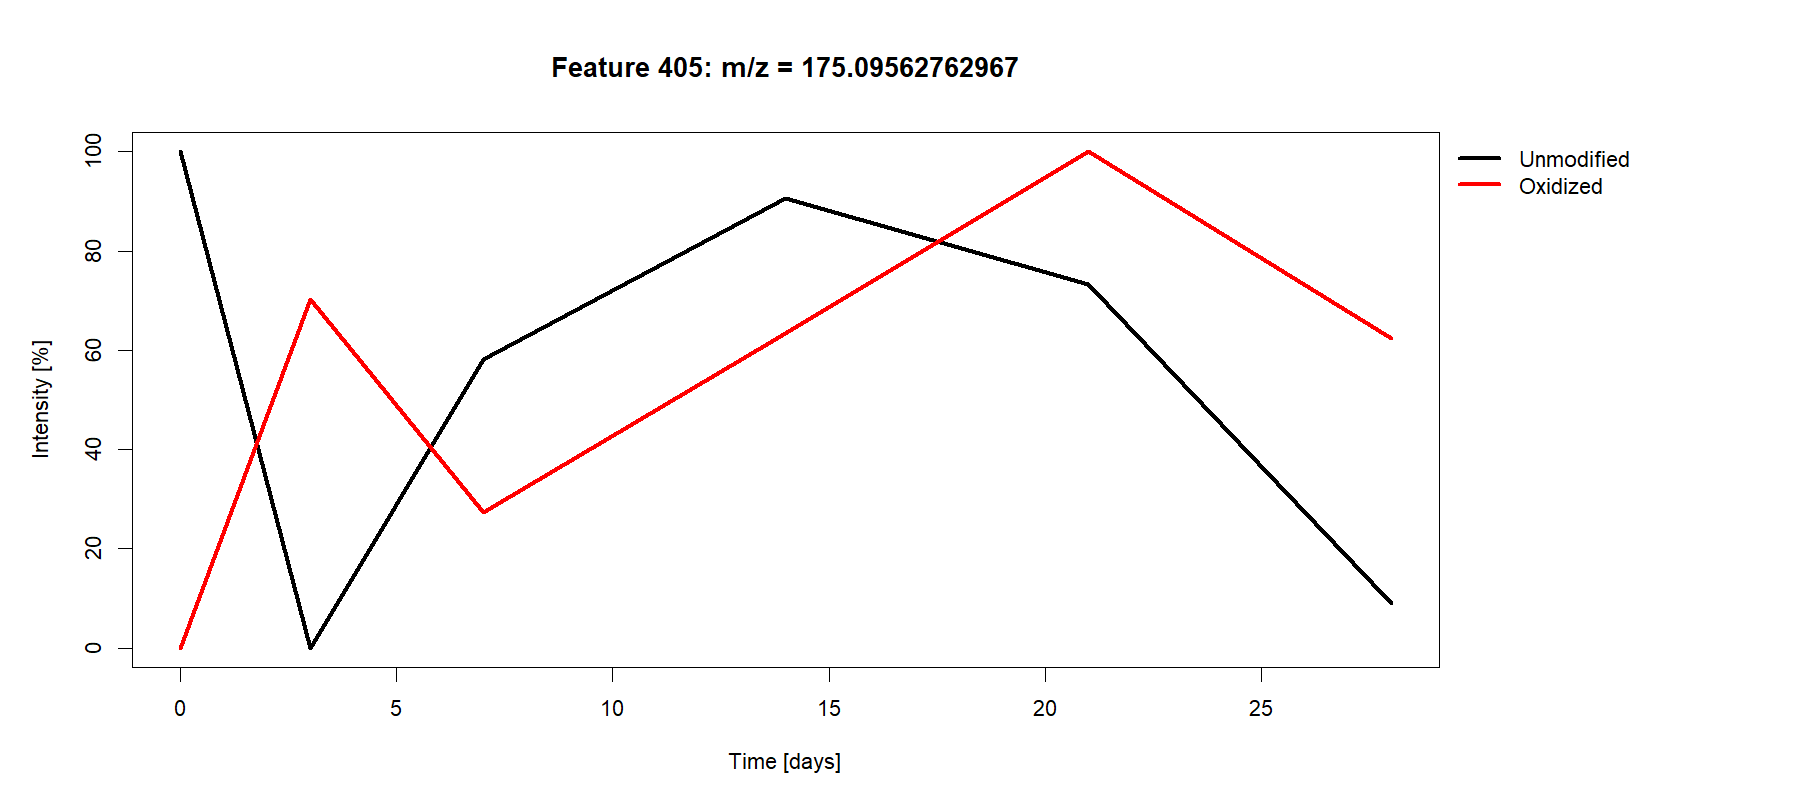 Feature 405: m/z = 175.09562762967
Unmodified
Oxidized
Intensity [%]
100
80
60
40
20
0
0 5 10 15 20 25
Time [days]